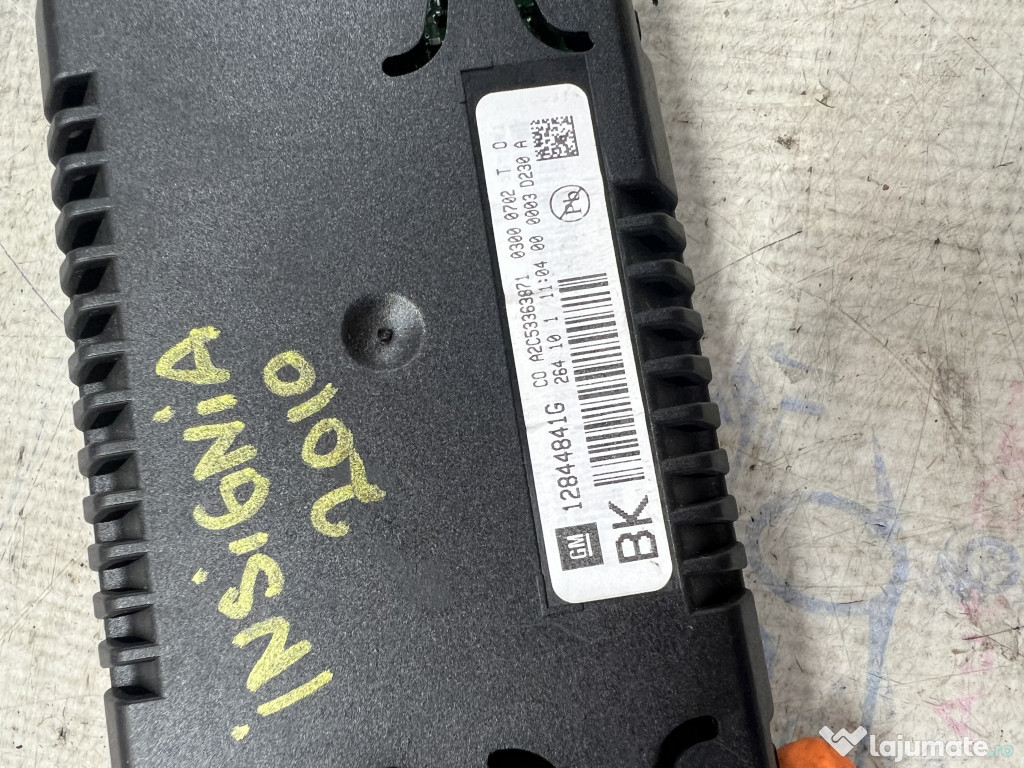 INSIGNIA
2010
GM
12844841G
BK
CO A2C53363871 0300 0702 T 0
264 10 1 11:04 00 0003 D230 A
Pb
lajumate.ro